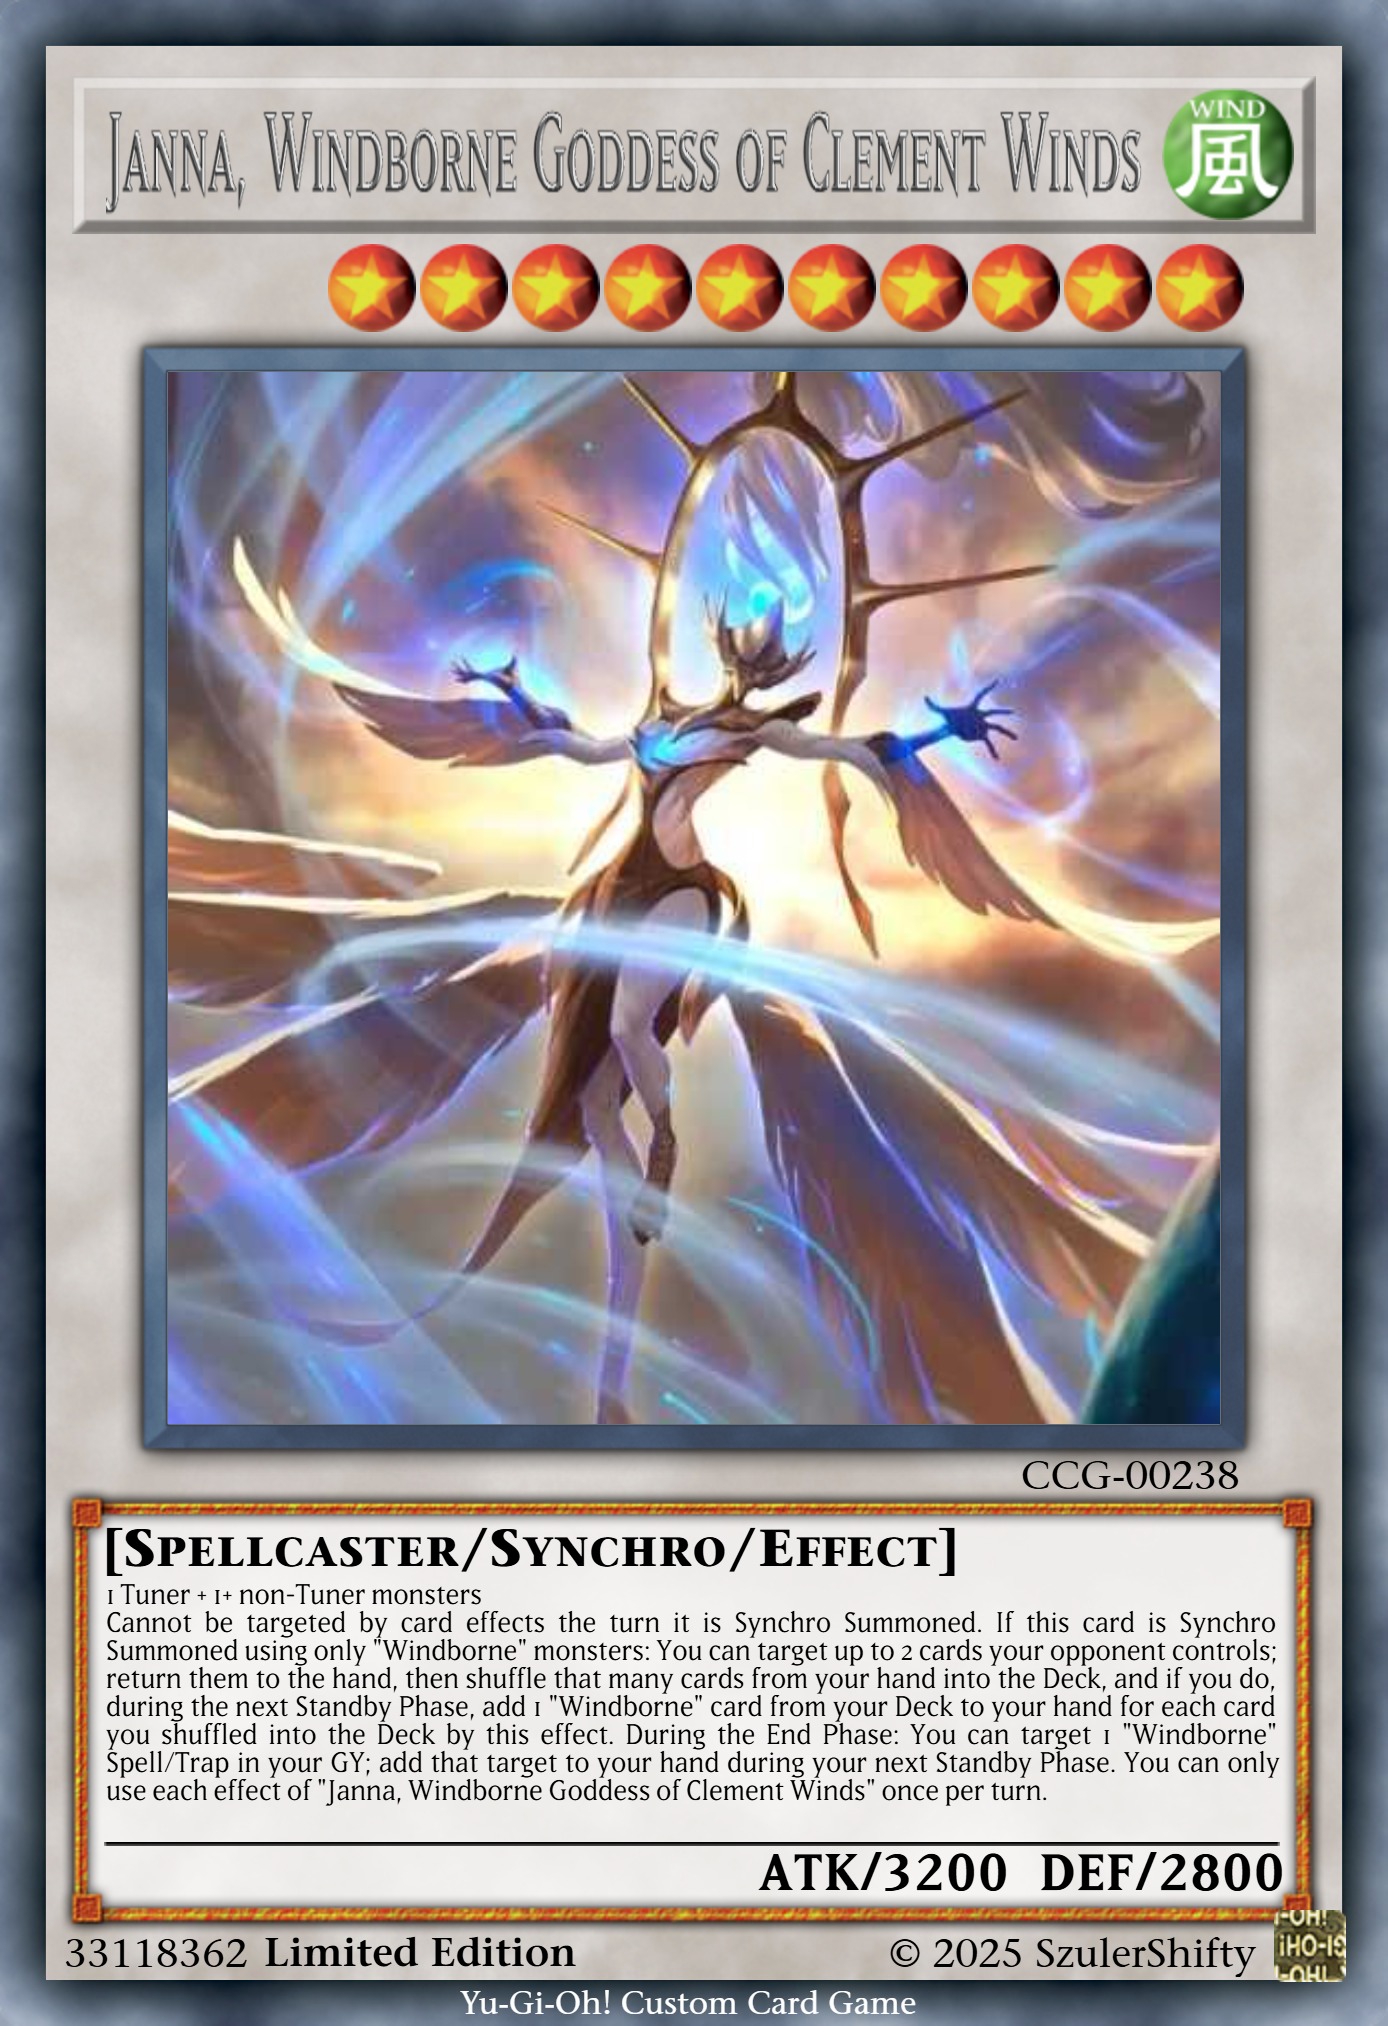 Janna, Windborne Goddess of Clement Winds
WIND
風
CCG-00238
[Spellcaster/Synchro/Effect]
1 Tuner + 1+ non-Tuner monsters
Cannot be targeted by card effects the turn it is Synchro Summoned. If this card is Synchro
Summoned using only "Windborne" monsters: You can target up to 2 cards your opponent controls;
return them to the hand, then shuffle that many cards from your hand into the Deck, and if you do,
during the next Standby Phase, add 1 "Windborne" card from your Deck to your hand for each card
you shuffled into the Deck by this effect. During the End Phase: You can target 1 "Windborne"
Spell/Trap in your GY; add that target to your hand during your next Standby Phase. You can only
use each effect of "Janna, Windborne Goddess of Clement Winds" once per turn.
ATK/3200 DEF/2800
33118362 Limited Edition
© 2025 SzulerShifty
Yu-Gi-Oh! Custom Card Game